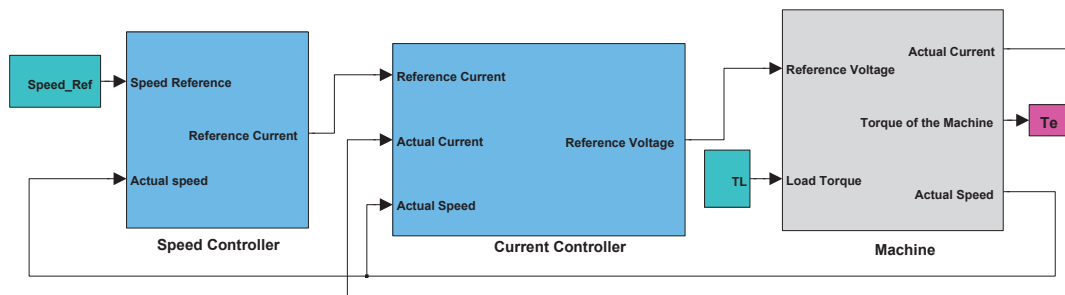 Speed_Ref
Speed Reference
Reference Current
Actual speed
Speed Controller
Reference Current
Actual Current
Actual Speed
Reference Voltage
Current Controller
TL
Reference Voltage
Load Torque
Actual Current
Torque of the Machine
Actual Speed
Machine
Te